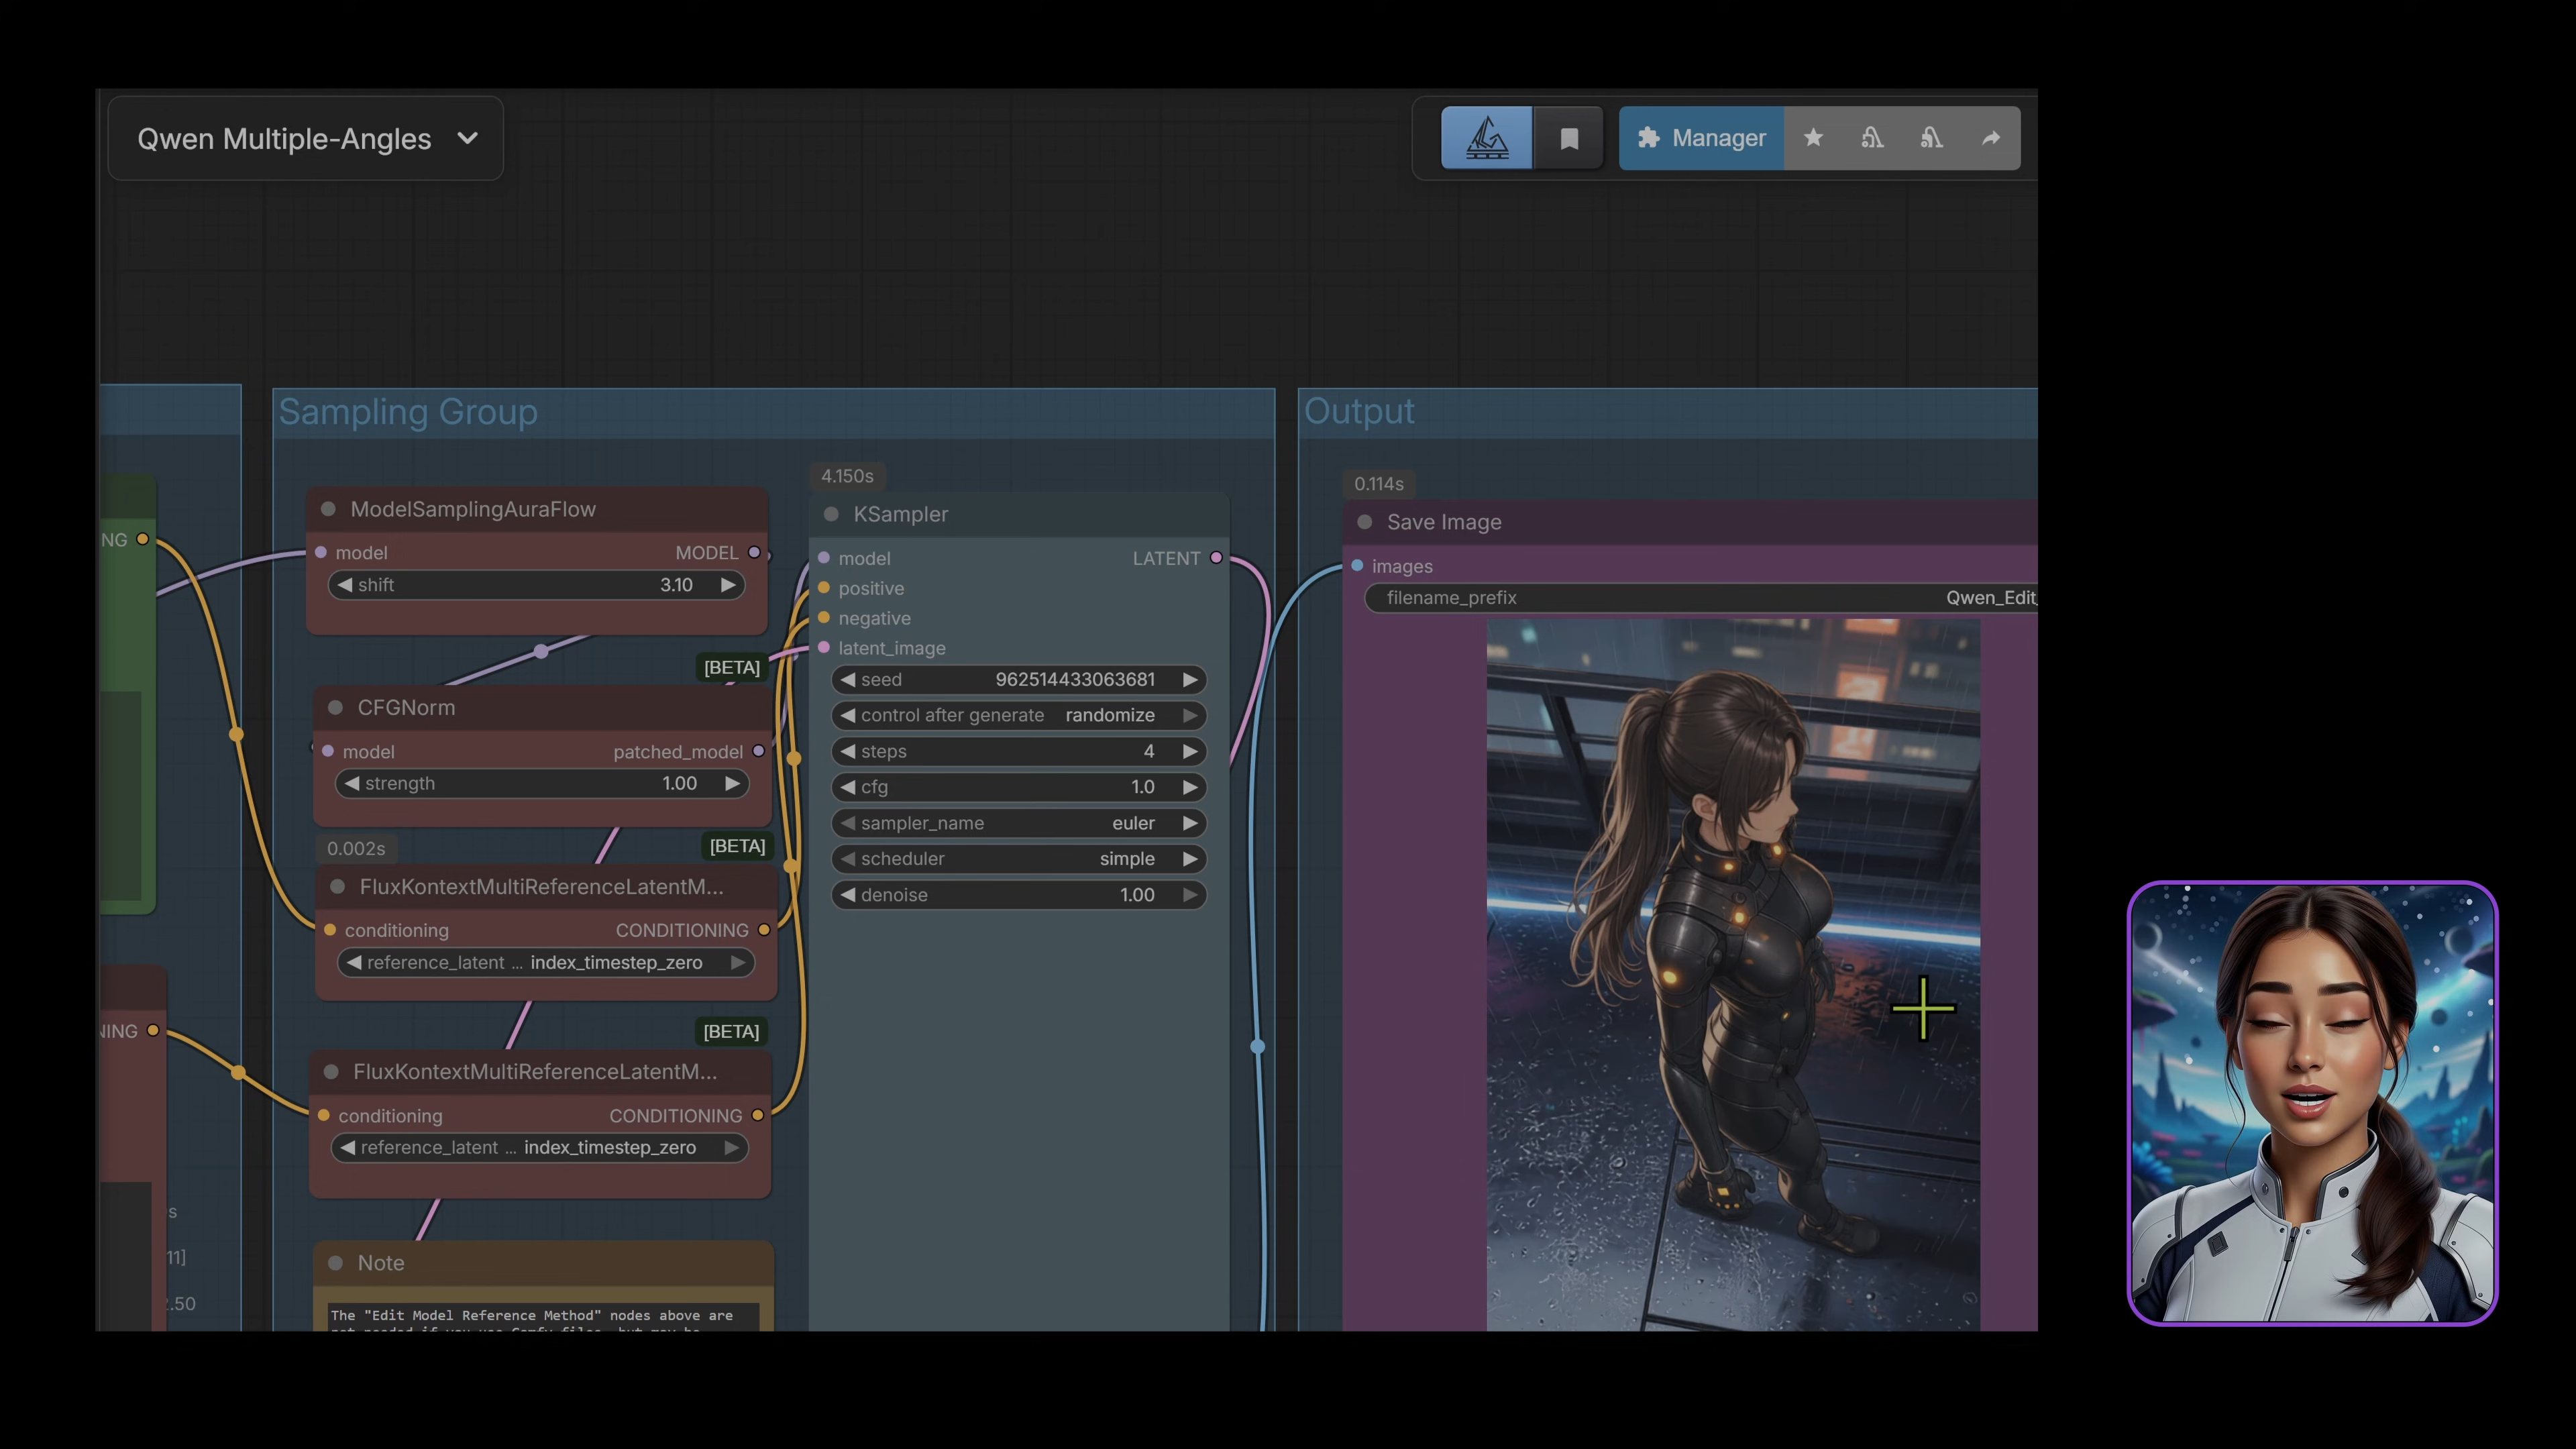 Qwen Multiple-Angles
Manager
Sampling Group
ModelSamplingAuraFlow
model MODEL
shift 3.10
[BETA]
CFGNorm
model patched_model
strength 1.00
0.002s
[BETA]
FluxKontextMultiReferenceLatentM...
conditioning CONDITIONING
reference_latent ... index_timestep_zero
[BETA]
FluxKontextMultiReferenceLatentM...
conditioning CONDITIONING
reference_latent ... index_timestep_zero
Note
The "Edit Model Reference Method" nodes above are
4.150s
KSampler
model LATENT
positive
negative
latent_image
seed 962514433063681
control after generate randomize
steps 4
cfg 1.0
sampler_name euler
scheduler simple
denoise 1.00
Output
0.114s
Save Image
images
filename_prefix Qwen_Edit_
NG
NING
s
11]
.50